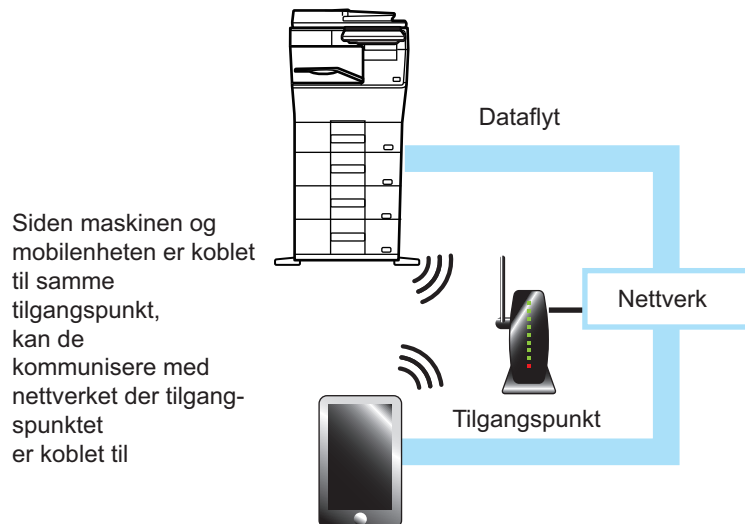 Dataflyt
Siden maskinen og
mobilenheten er koblet
til samme
tilgangspunkt,
kan de
kommunisere med
nettverket der tilgang-
spunktet
er koblet til
Nettverk
Tilgangspunkt